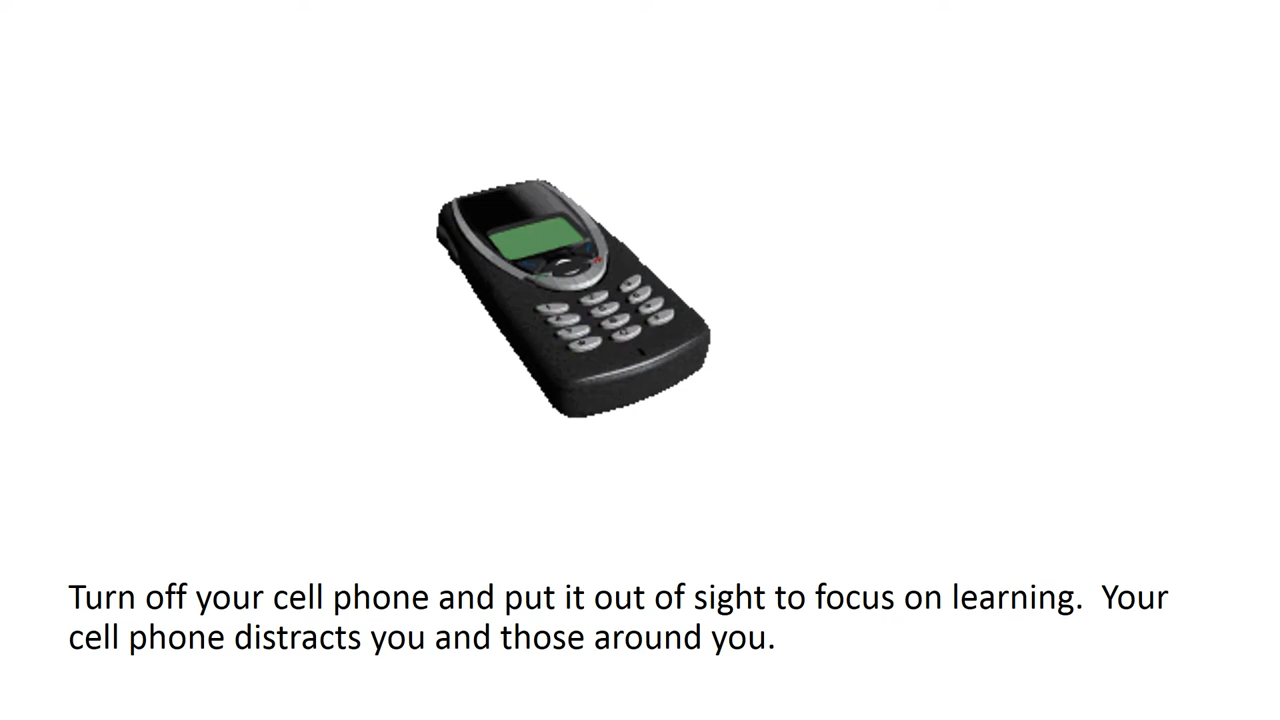 Turn off your cell phone and put it out of sight to focus on learning.  Your
cell phone distracts you and those around you.